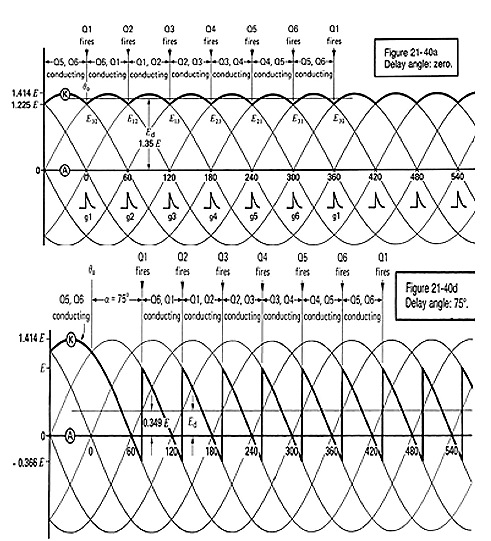 Q1 Q2 Q3 Q4 Q5 Q6 Q1
fires fires fires fires fires fires fires
Figure 21-40a
Delay angle: zero.
Q5, Q6 Q6, Q1 Q1, Q2 Q2, Q3 Q3, Q4 Q4, Q5 Q5, Q6
conducting conducting conducting conducting conducting conducting conducting
θ₀
1.414 E K
1.225 E
E32 E12 E13 E23 E21 E31 E32
Ed
1.35 E
0 A 0 60 120 180 240 300 360 420 480 540
g1 g2 g3 g4 g5 g6 g1
Q1 Q2 Q3 Q4 Q5 Q6 Q1
fires fires fires fires fires fires fires
θ₀
Figure 21-40d
Delay angle: 75°.
Q5, Q6 α = 75° Q6, Q1 Q1, Q2 Q2, Q3 Q3, Q4 Q4, Q5 Q5, Q6
conducting conducting conducting conducting conducting conducting conducting
1.414 E K
E
0.349 E Ed
0 A 0 60 120 180 240 300 360 420 480 540
- 0.366 E